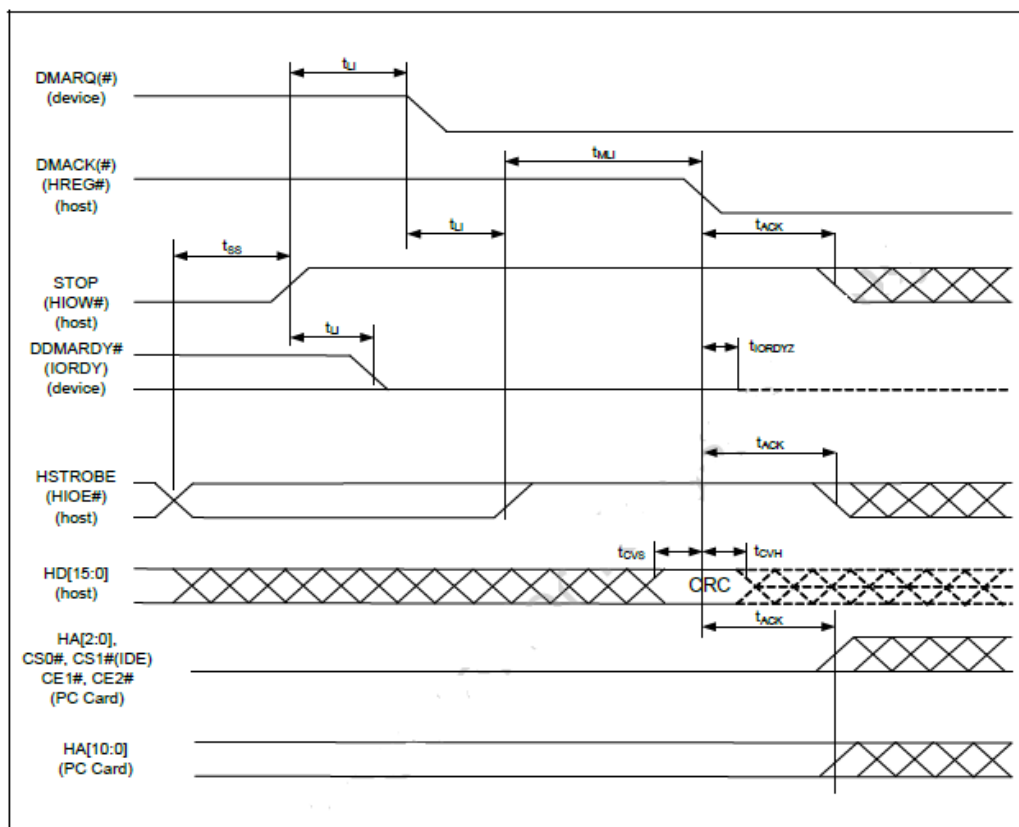 tLI
DMARQ(#)
(device)
tMLI
DMACK(#)
(HREG#)
(host)
tLI
tACK
tSS
STOP
(HIOW#)
(host)
tLI
DDMARDY#
(IORDY)
(device)
tIORDYZ
tACK
HSTROBE
(HIOE#)
(host)
tCVS
tCVH
HD[15:0]
(host)
CRC
tACK
HA[2:0],
CS0#, CS1#(IDE)
CE1#, CE2#
(PC Card)
HA[10:0]
(PC Card)